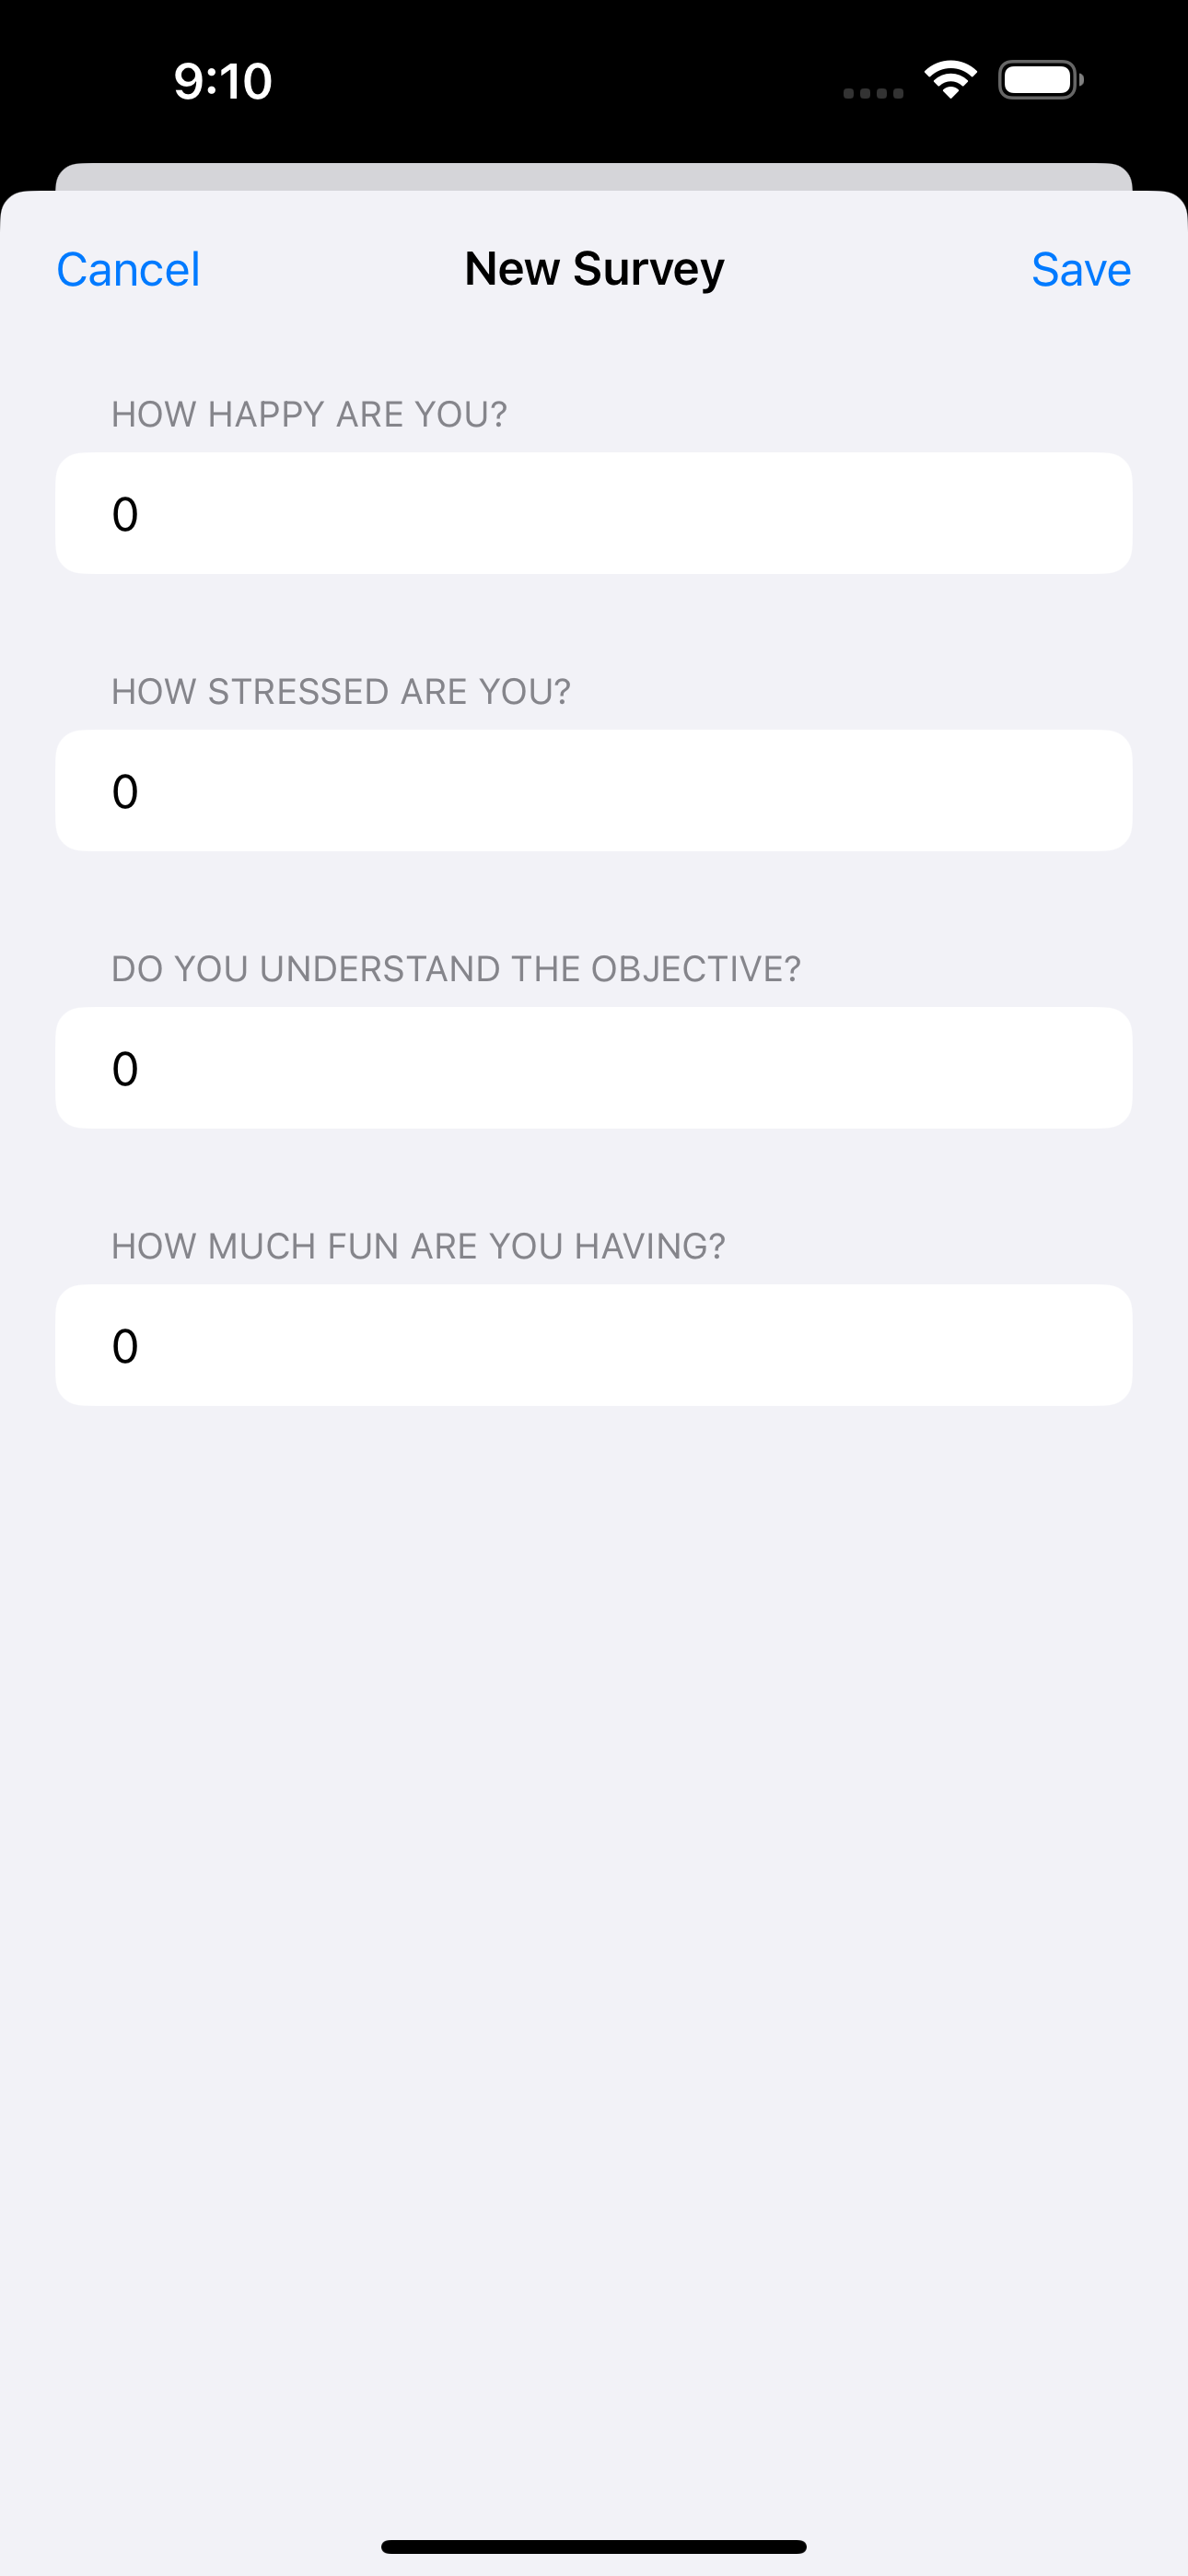 9:10
Cancel New Survey Save
HOW HAPPY ARE YOU?
0
HOW STRESSED ARE YOU?
0
DO YOU UNDERSTAND THE OBJECTIVE?
0
HOW MUCH FUN ARE YOU HAVING?
0